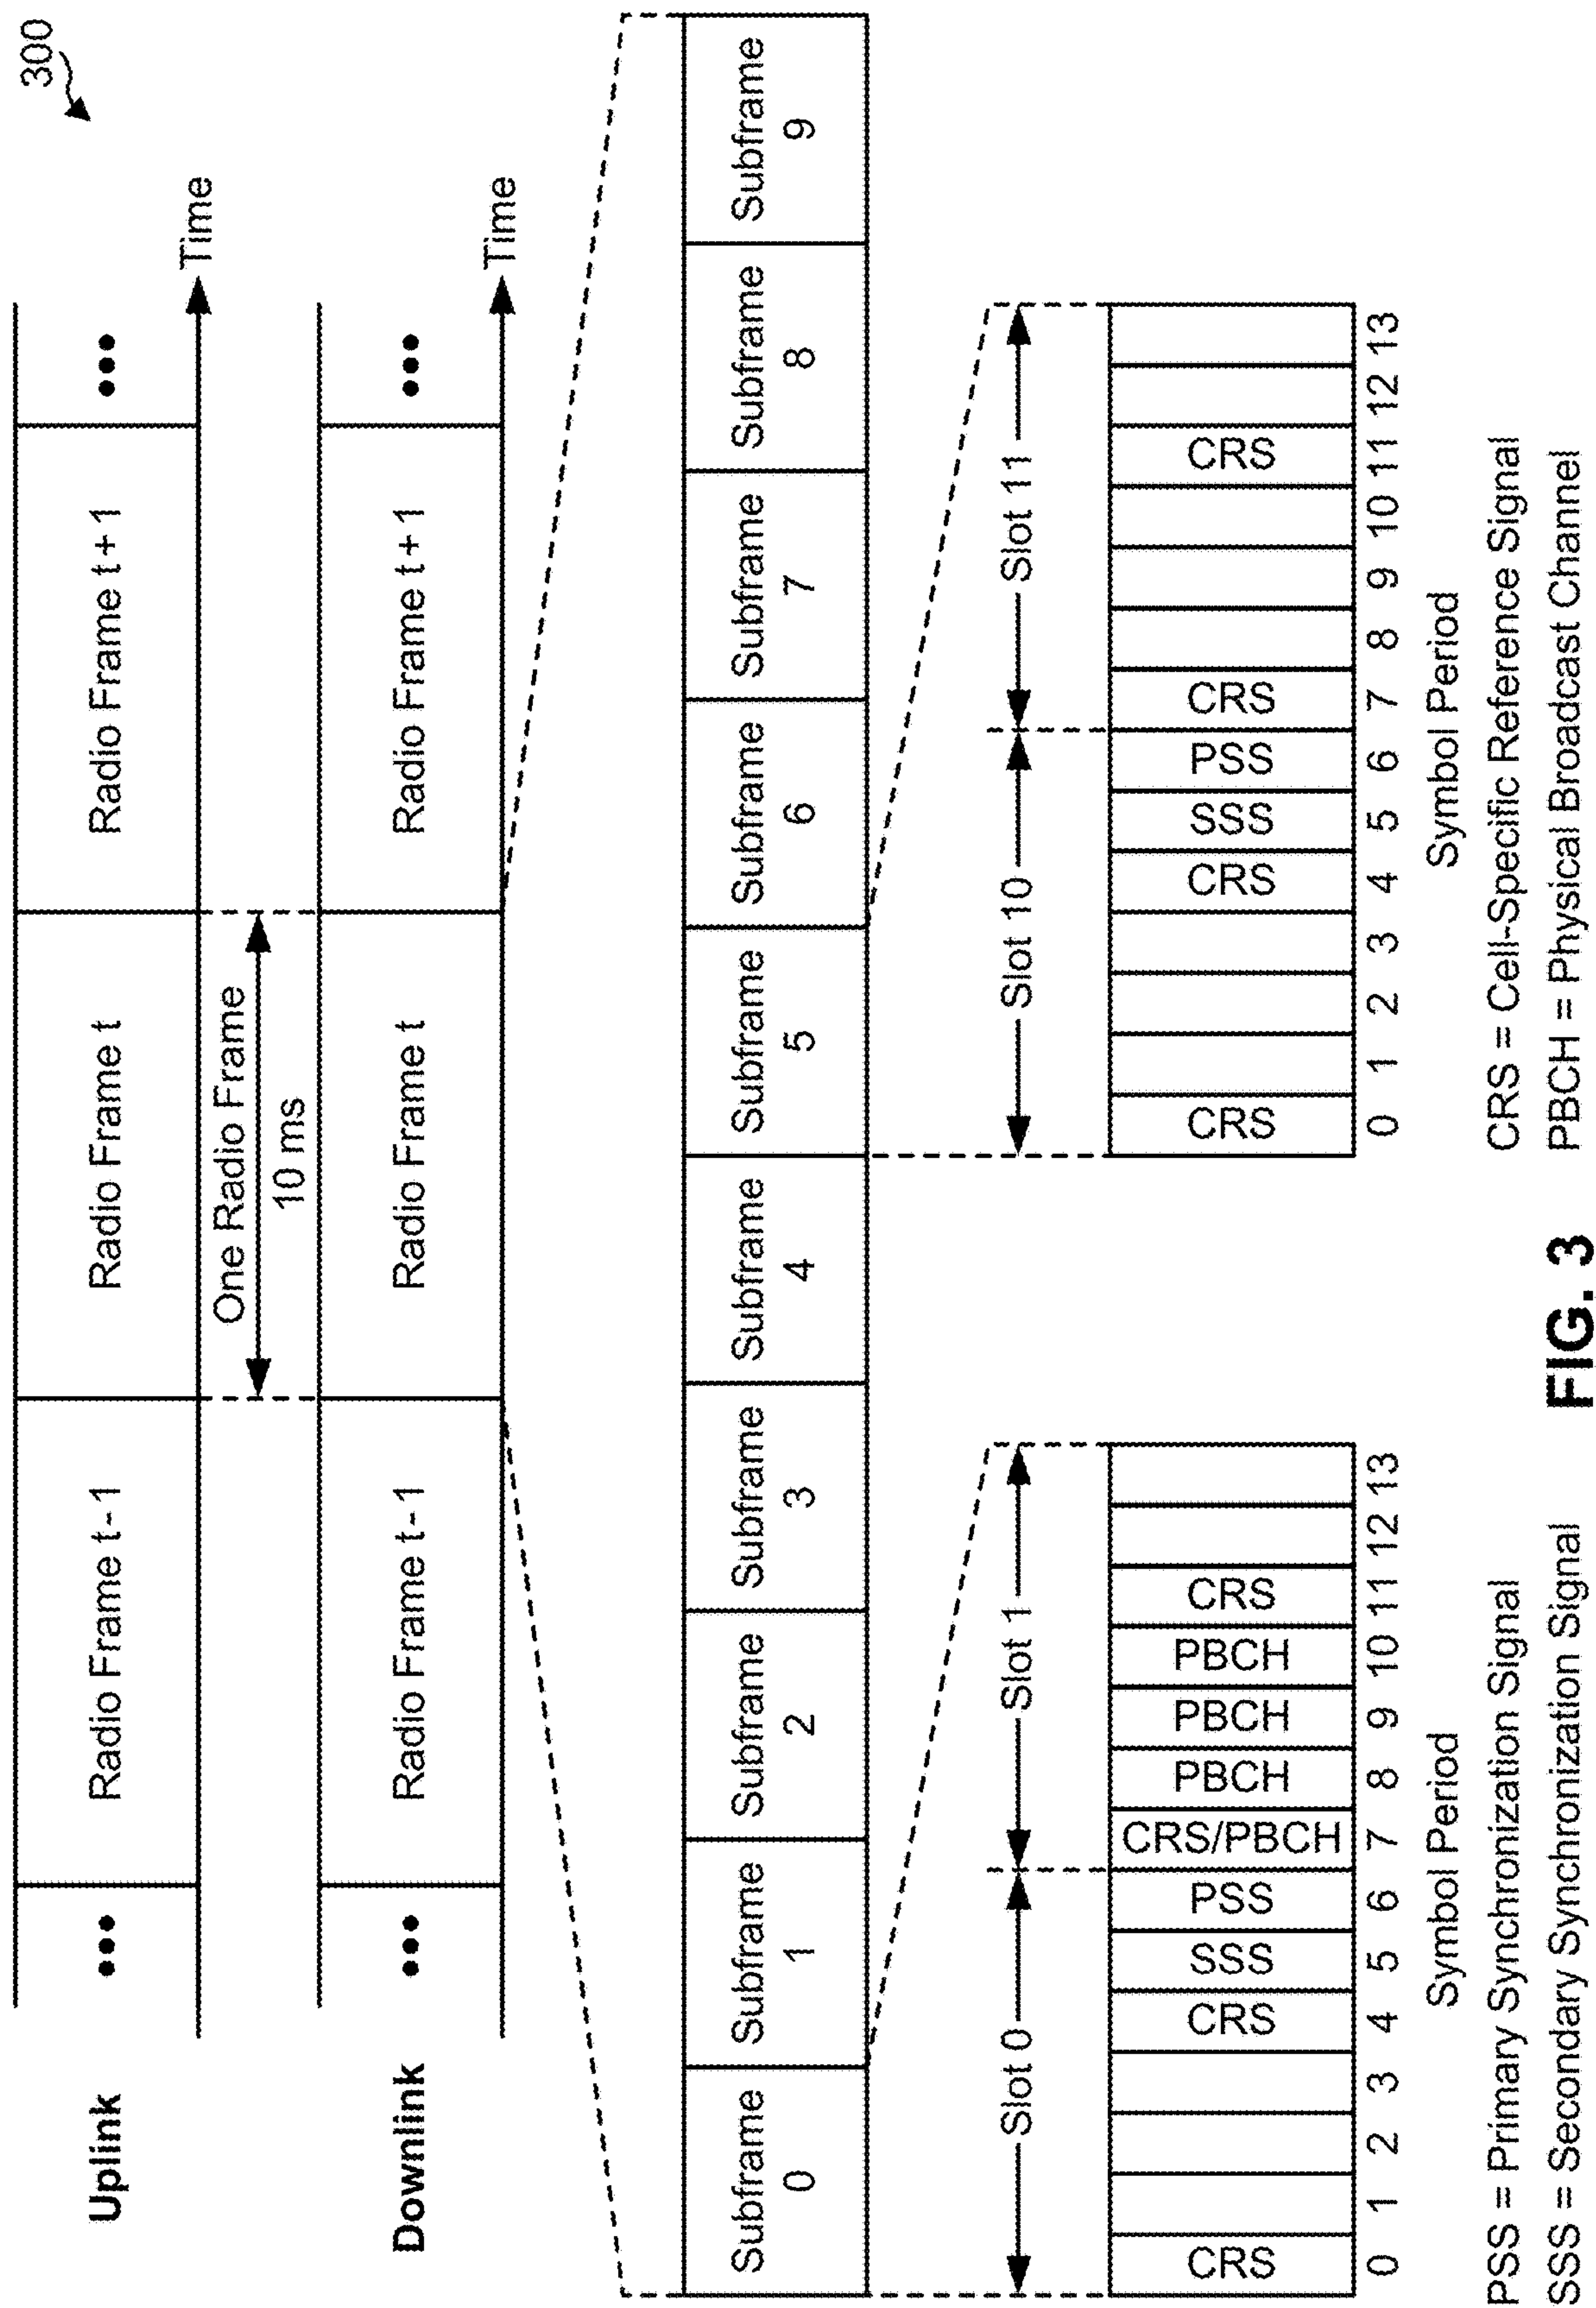 300
Uplink
••• Radio Frame t-1 Radio Frame t Radio Frame t+1 •••
Time
One Radio Frame
10 ms
Downlink
••• Radio Frame t-1 Radio Frame t Radio Frame t+1 •••
Time
Subframe Subframe Subframe Subframe Subframe Subframe Subframe Subframe Subframe Subframe
0 1 2 3 4 5 6 7 8 9
Slot 0 Slot 1 Slot 10 Slot 11
CRS CRS SSS PSS CRS/PBCH PBCH PBCH PBCH CRS
0 1 2 3 4 5 6 7 8 9 10 11 12 13
Symbol Period
CRS CRS SSS PSS CRS CRS
0 1 2 3 4 5 6 7 8 9 10 11 12 13
Symbol Period
PSS = Primary Synchronization Signal
SSS = Secondary Synchronization Signal
CRS = Cell-Specific Reference Signal
PBCH = Physical Broadcast Channel
FIG. 3